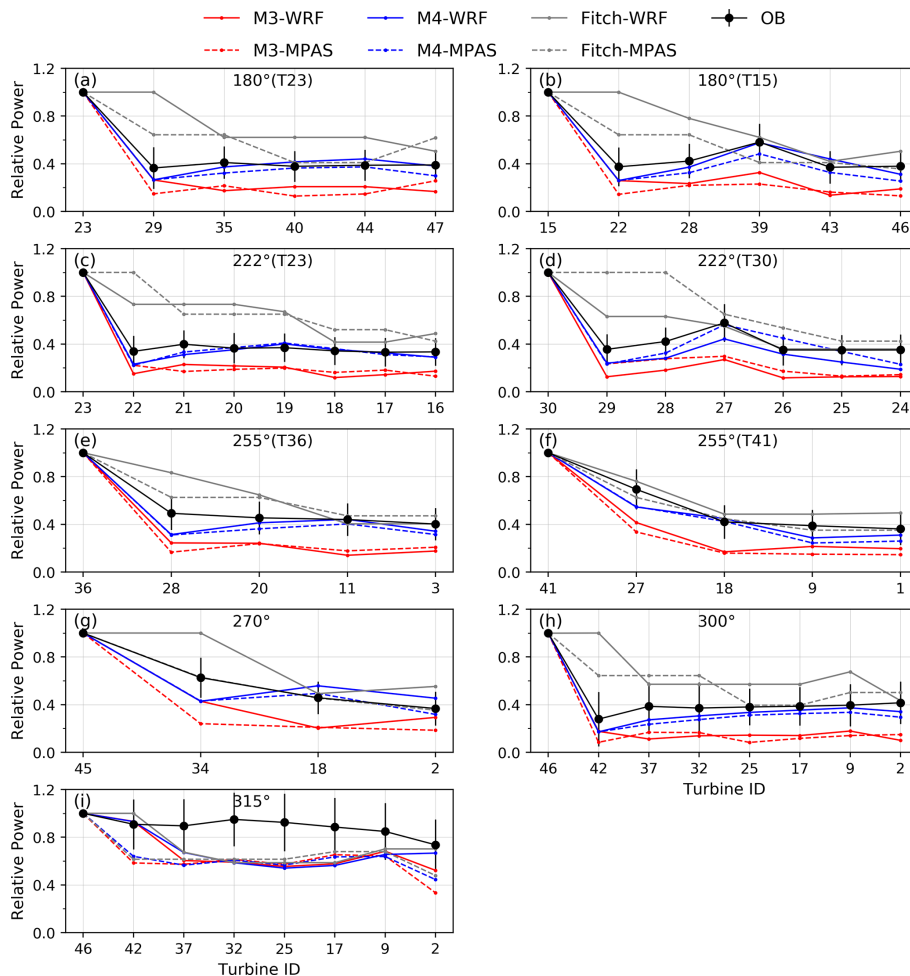 M3-WRF M4-WRF Fitch-WRF OB
M3-MPAS M4-MPAS Fitch-MPAS
(a) 180°(T23)
Relative Power
1.2
0.8
0.4
0.0
23 29 35 40 44 47
(b) 180°(T15)
1.2
0.8
0.4
0.0
15 22 28 39 43 46
(c) 222°(T23)
Relative Power
1.2
0.8
0.4
0.0
23 22 21 20 19 18 17 16
(d) 222°(T30)
1.2
0.8
0.4
0.0
30 29 28 27 26 25 24
(e) 255°(T36)
Relative Power
1.2
0.8
0.4
0.0
36 28 20 11 3
(f) 255°(T41)
1.2
0.8
0.4
0.0
41 27 18 9 1
(g) 270°
Relative Power
1.2
0.8
0.4
0.0
45 34 18 2
(h) 300°
1.2
0.8
0.4
0.0
46 42 37 32 25 17 9 2
Turbine ID
(i) 315°
Relative Power
1.2
0.8
0.4
0.0
46 42 37 32 25 17 9 2
Turbine ID